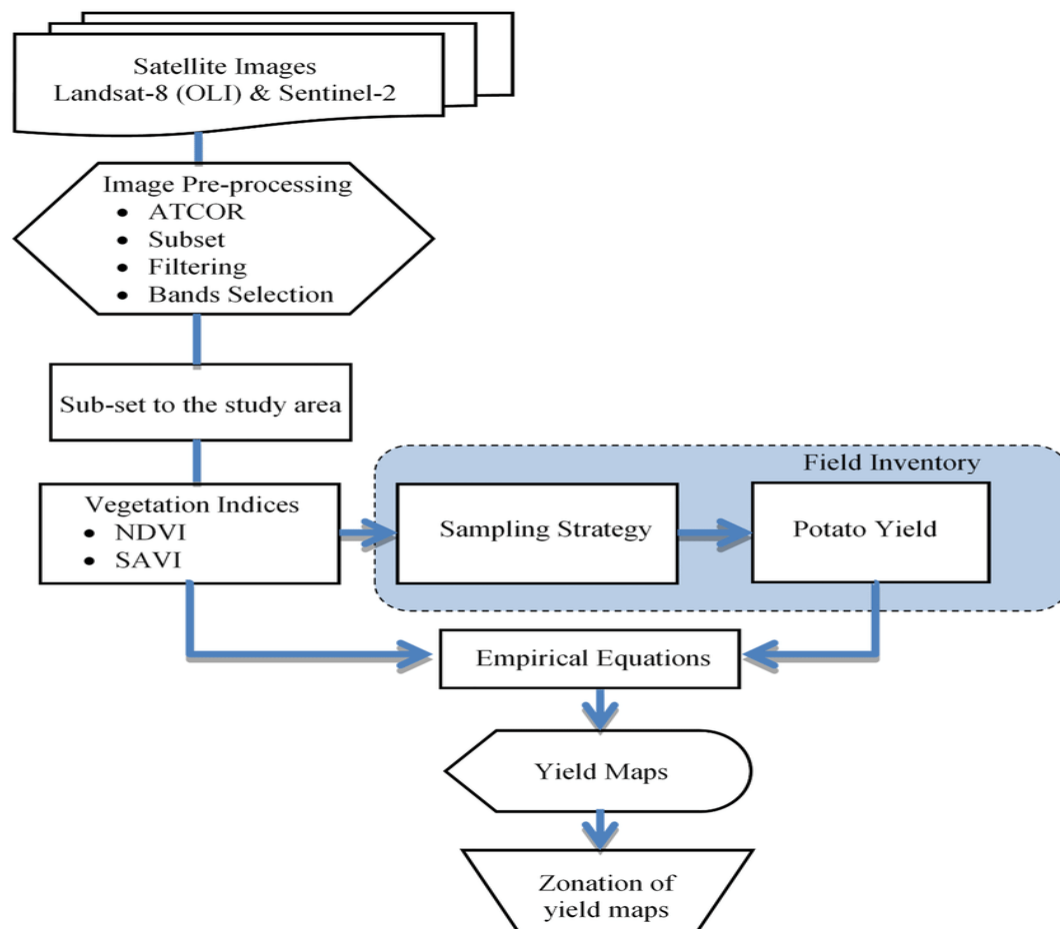 Satellite Images
Landsat-8 (OLI) & Sentinel-2
Image Pre-processing
• ATCOR
• Subset
• Filtering
• Bands Selection
Sub-set to the study area
Field Inventory
Vegetation Indices
• NDVI
• SAVI
Sampling Strategy
Potato Yield
Empirical Equations
Yield Maps
Zonation of
yield maps